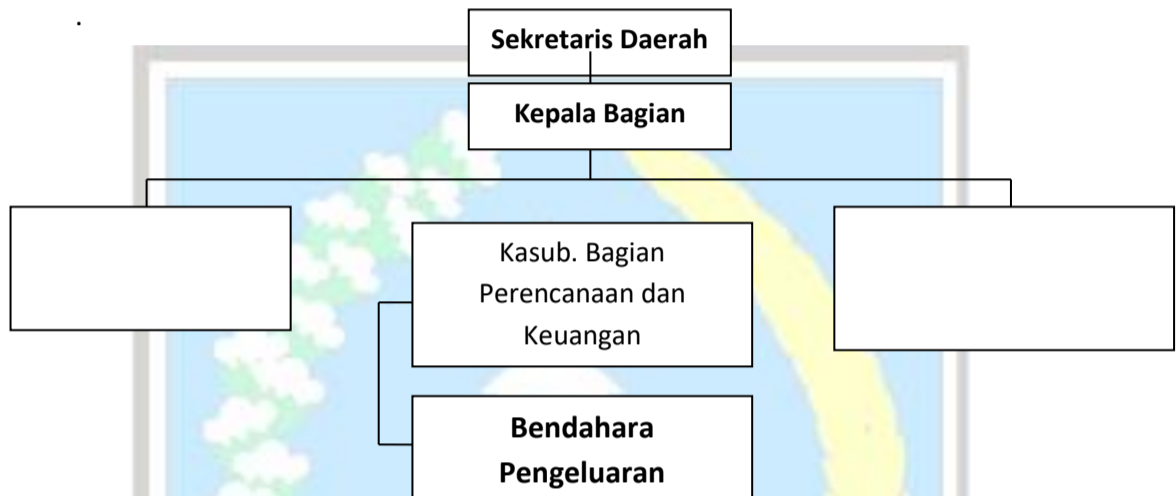 Sekretaris Daerah
Kepala Bagian
Kasub. Bagian
Perencanaan dan
Keuangan
Bendahara
Pengeluaran